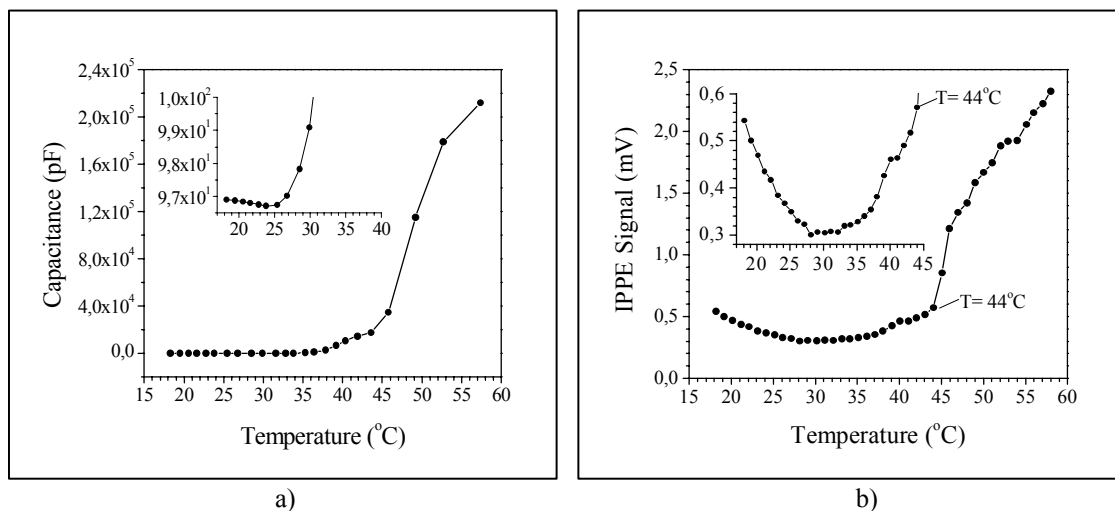 Capacitance (pF)
2,4x10⁵
2,0x10⁵
1,6x10⁵
1,2x10⁵
8,0x10⁴
4,0x10⁴
0,0
15 20 25 30 35 40 45 50 55 60
Temperature (°C)
1,0x10²
9,9x10¹
9,8x10¹
9,7x10¹
20 25 30 35 40
a)
IPPE Signal (mV)
2,5
2,0
1,5
1,0
0,5
0,0
15 20 25 30 35 40 45 50 55 60
Temperature (°C)
0,6
0,5
0,4
0,3
20 25 30 35 40 45
T= 44°C
T= 44°C
b)